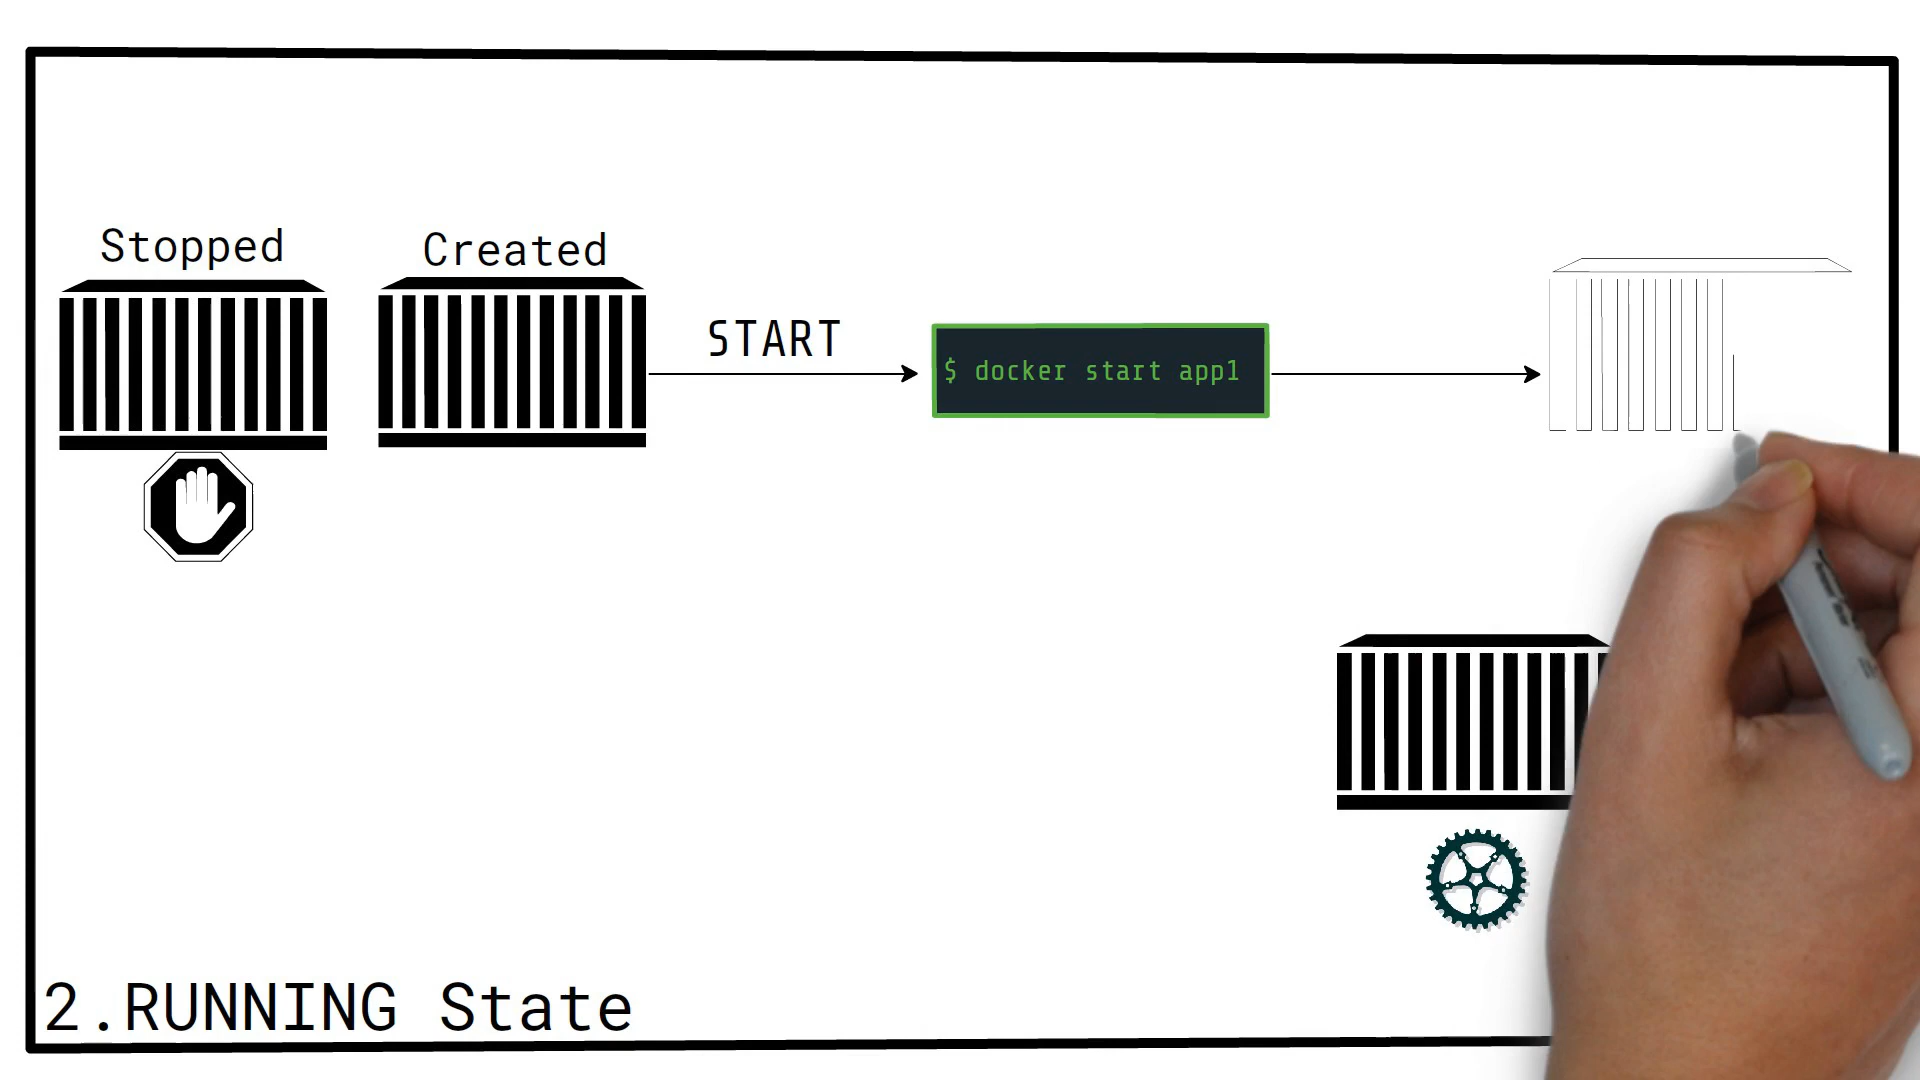 Stopped
Created
START
$ docker start app1
2.RUNNING State